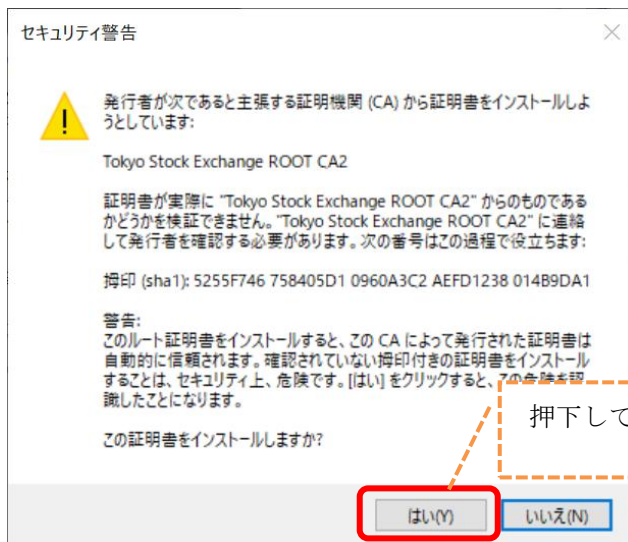 セキュリティ警告
発行者が次であると主張する証明機関 (CA) から証明書をインストールしよ
うとしています:
Tokyo Stock Exchange ROOT CA2
証明書が実際に "Tokyo Stock Exchange ROOT CA2" からのものである
かどうかを検証できません。"Tokyo Stock Exchange ROOT CA2" に連絡
して発行者を確認する必要があります。次の番号はこの過程で役立ちます:
拇印 (sha1): 5255F746 758405D1 0960A3C2 AEFD1238 014B9DA1
警告:
このルート証明書をインストールすると、この CA によって発行された証明書は
自動的に信頼されます。確認されていない拇印付きの証明書をインストール
することは、セキュリティ上、危険です。[はい] をクリックすると、この危険を認
識したことになります。
この証明書をインストールしますか?
押下して
はい(Y)
いいえ(N)